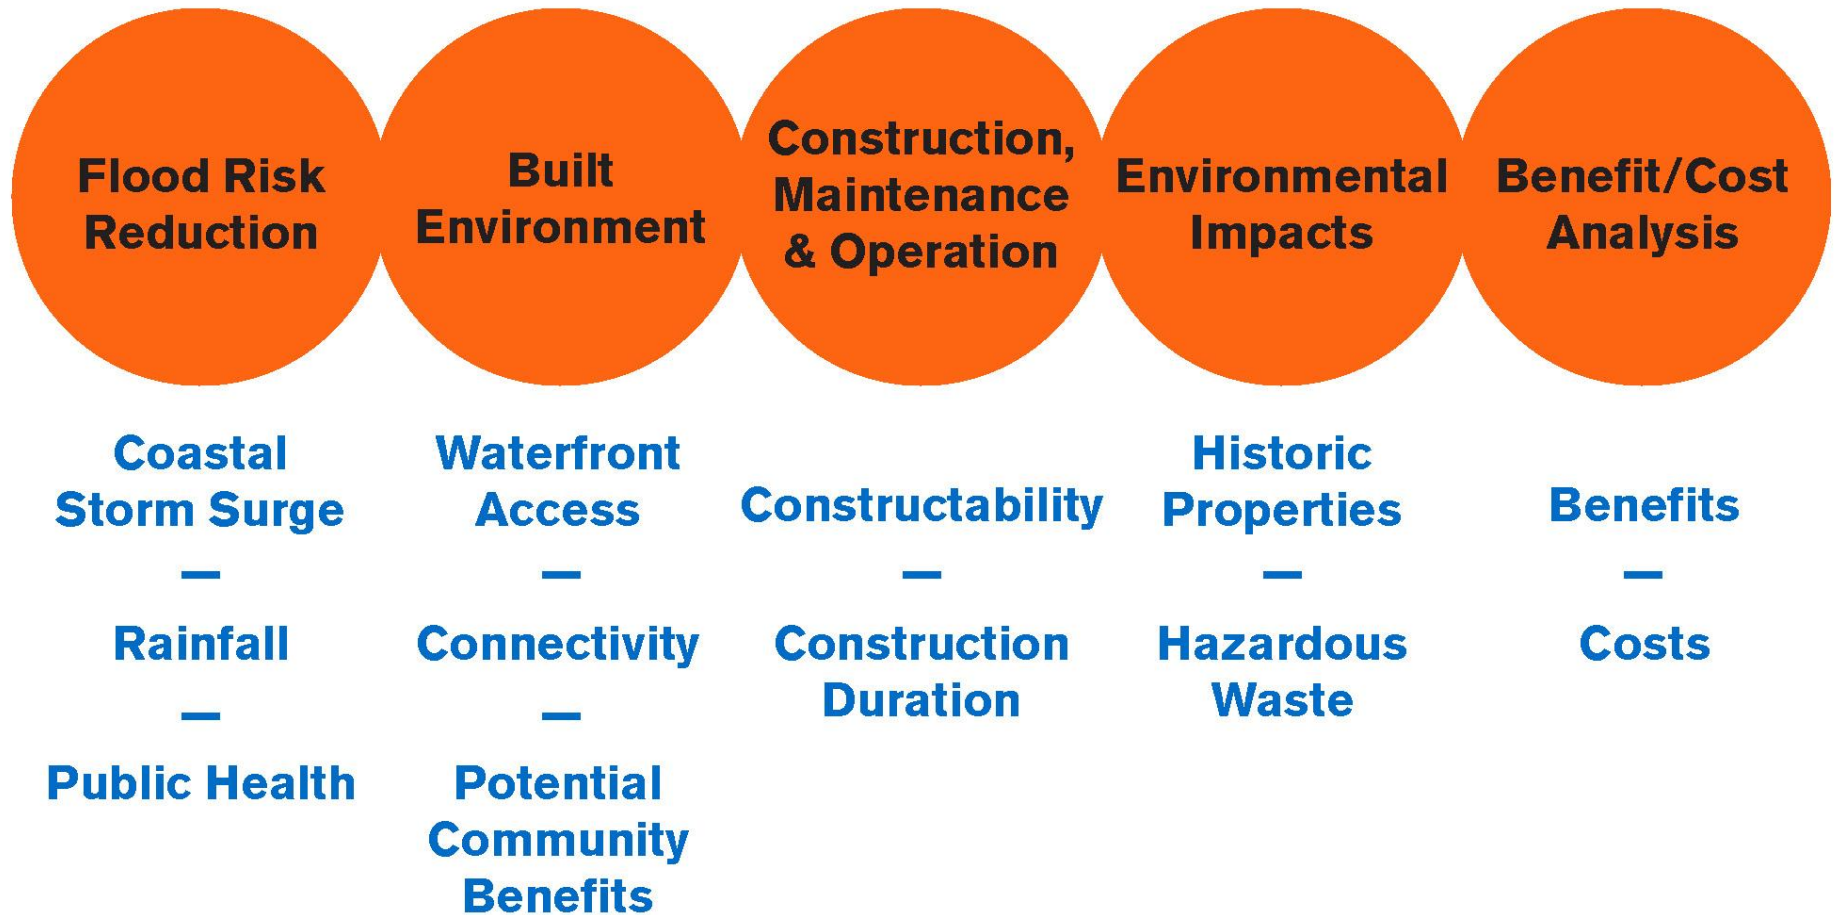 Flood Risk
Reduction
Built
Environment
Construction,
Maintenance
& Operation
Environmental
Impacts
Benefit/Cost
Analysis
Coastal
Storm Surge
—
Rainfall
—
Public Health
Waterfront
Access
—
Connectivity
—
Potential
Community
Benefits
Constructability
—
Construction
Duration
Historic
Properties
—
Hazardous
Waste
Benefits
—
Costs